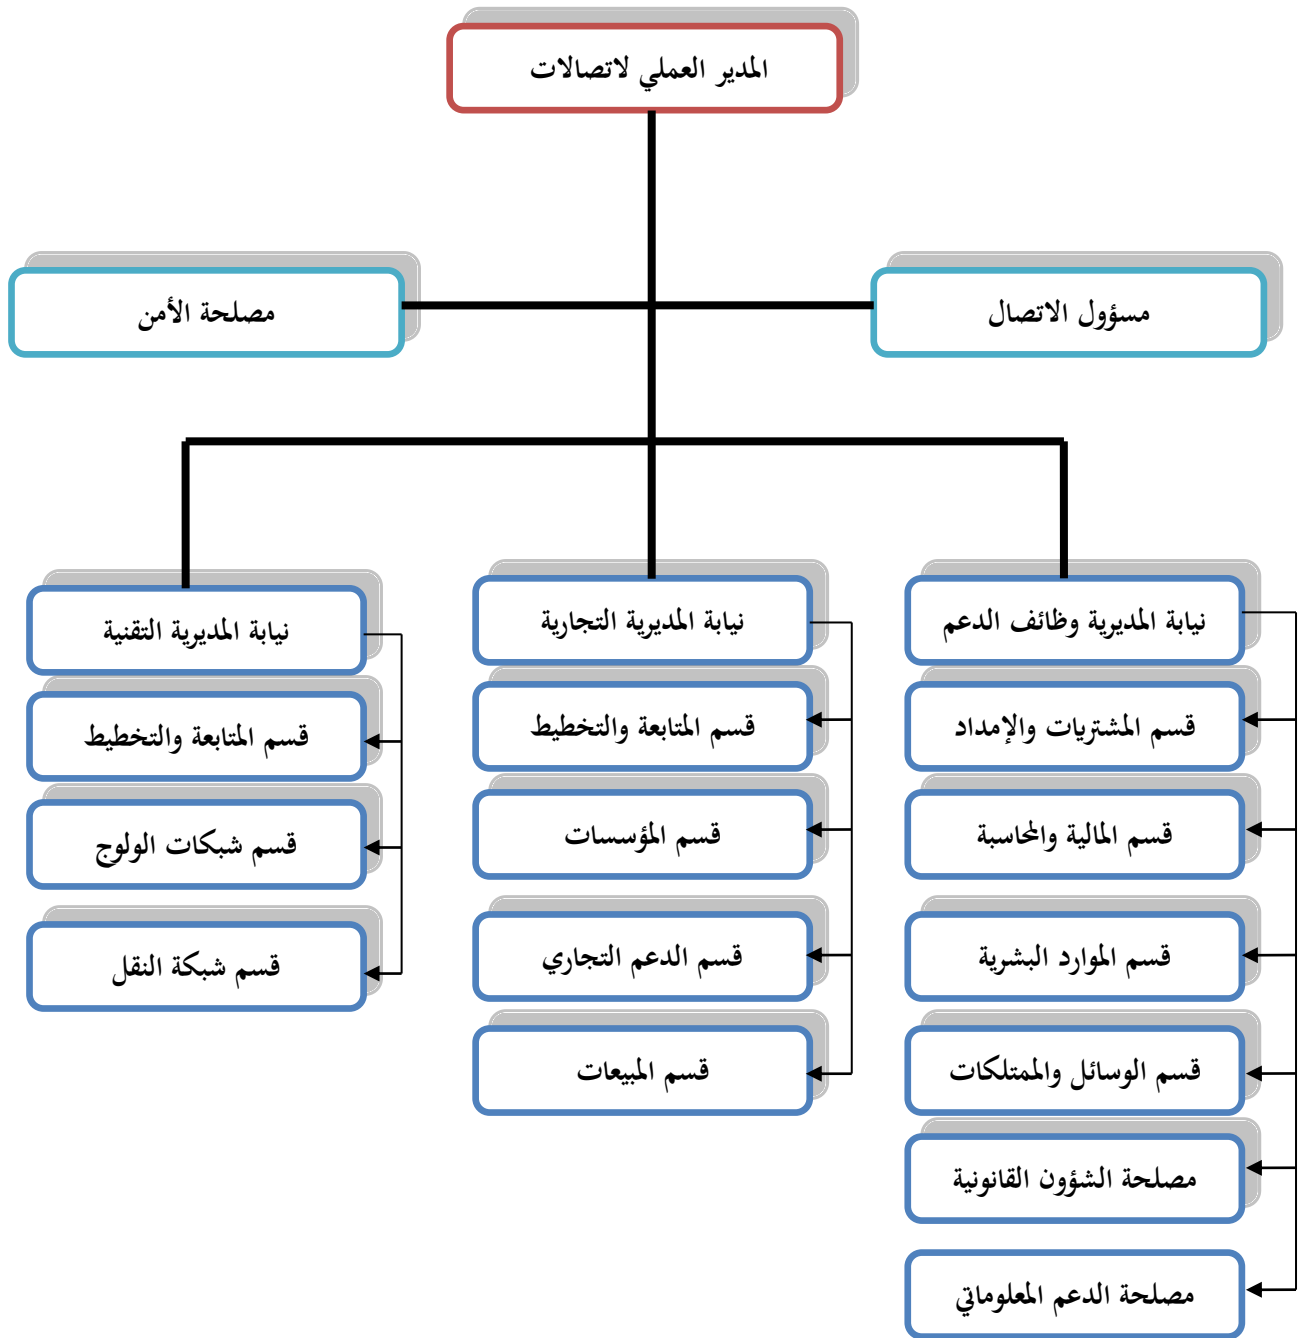 المدير العملي لاتصالات
مسؤول الاتصال
مصلحة الأمن
نيابة المديرية وظائف الدعم
قسم المشتريات والإمداد
قسم المالية والمحاسبة
قسم الموارد البشرية
قسم الوسائل والممتلكات
مصلحة الشؤون القانونية
مصلحة الدعم المعلوماتي
نيابة المديرية التجارية
قسم المتابعة والتخطيط
قسم المؤسسات
قسم الدعم التجاري
قسم المبيعات
نيابة المديرية التقنية
قسم المتابعة والتخطيط
قسم شبكات الولوج
قسم شبكة النقل